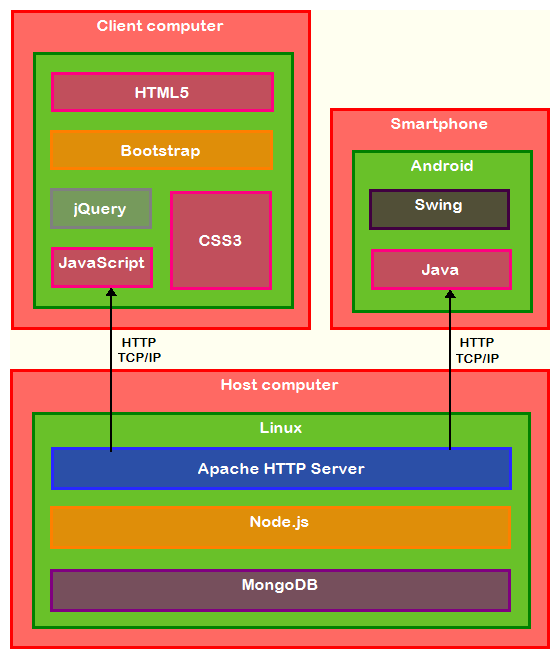 Client computer
HTML5
Bootstrap
jQuery
CSS3
JavaScript
Smartphone
Android
Swing
Java
HTTP
TCP/IP
HTTP
TCP/IP
Host computer
Linux
Apache HTTP Server
Node.js
MongoDB